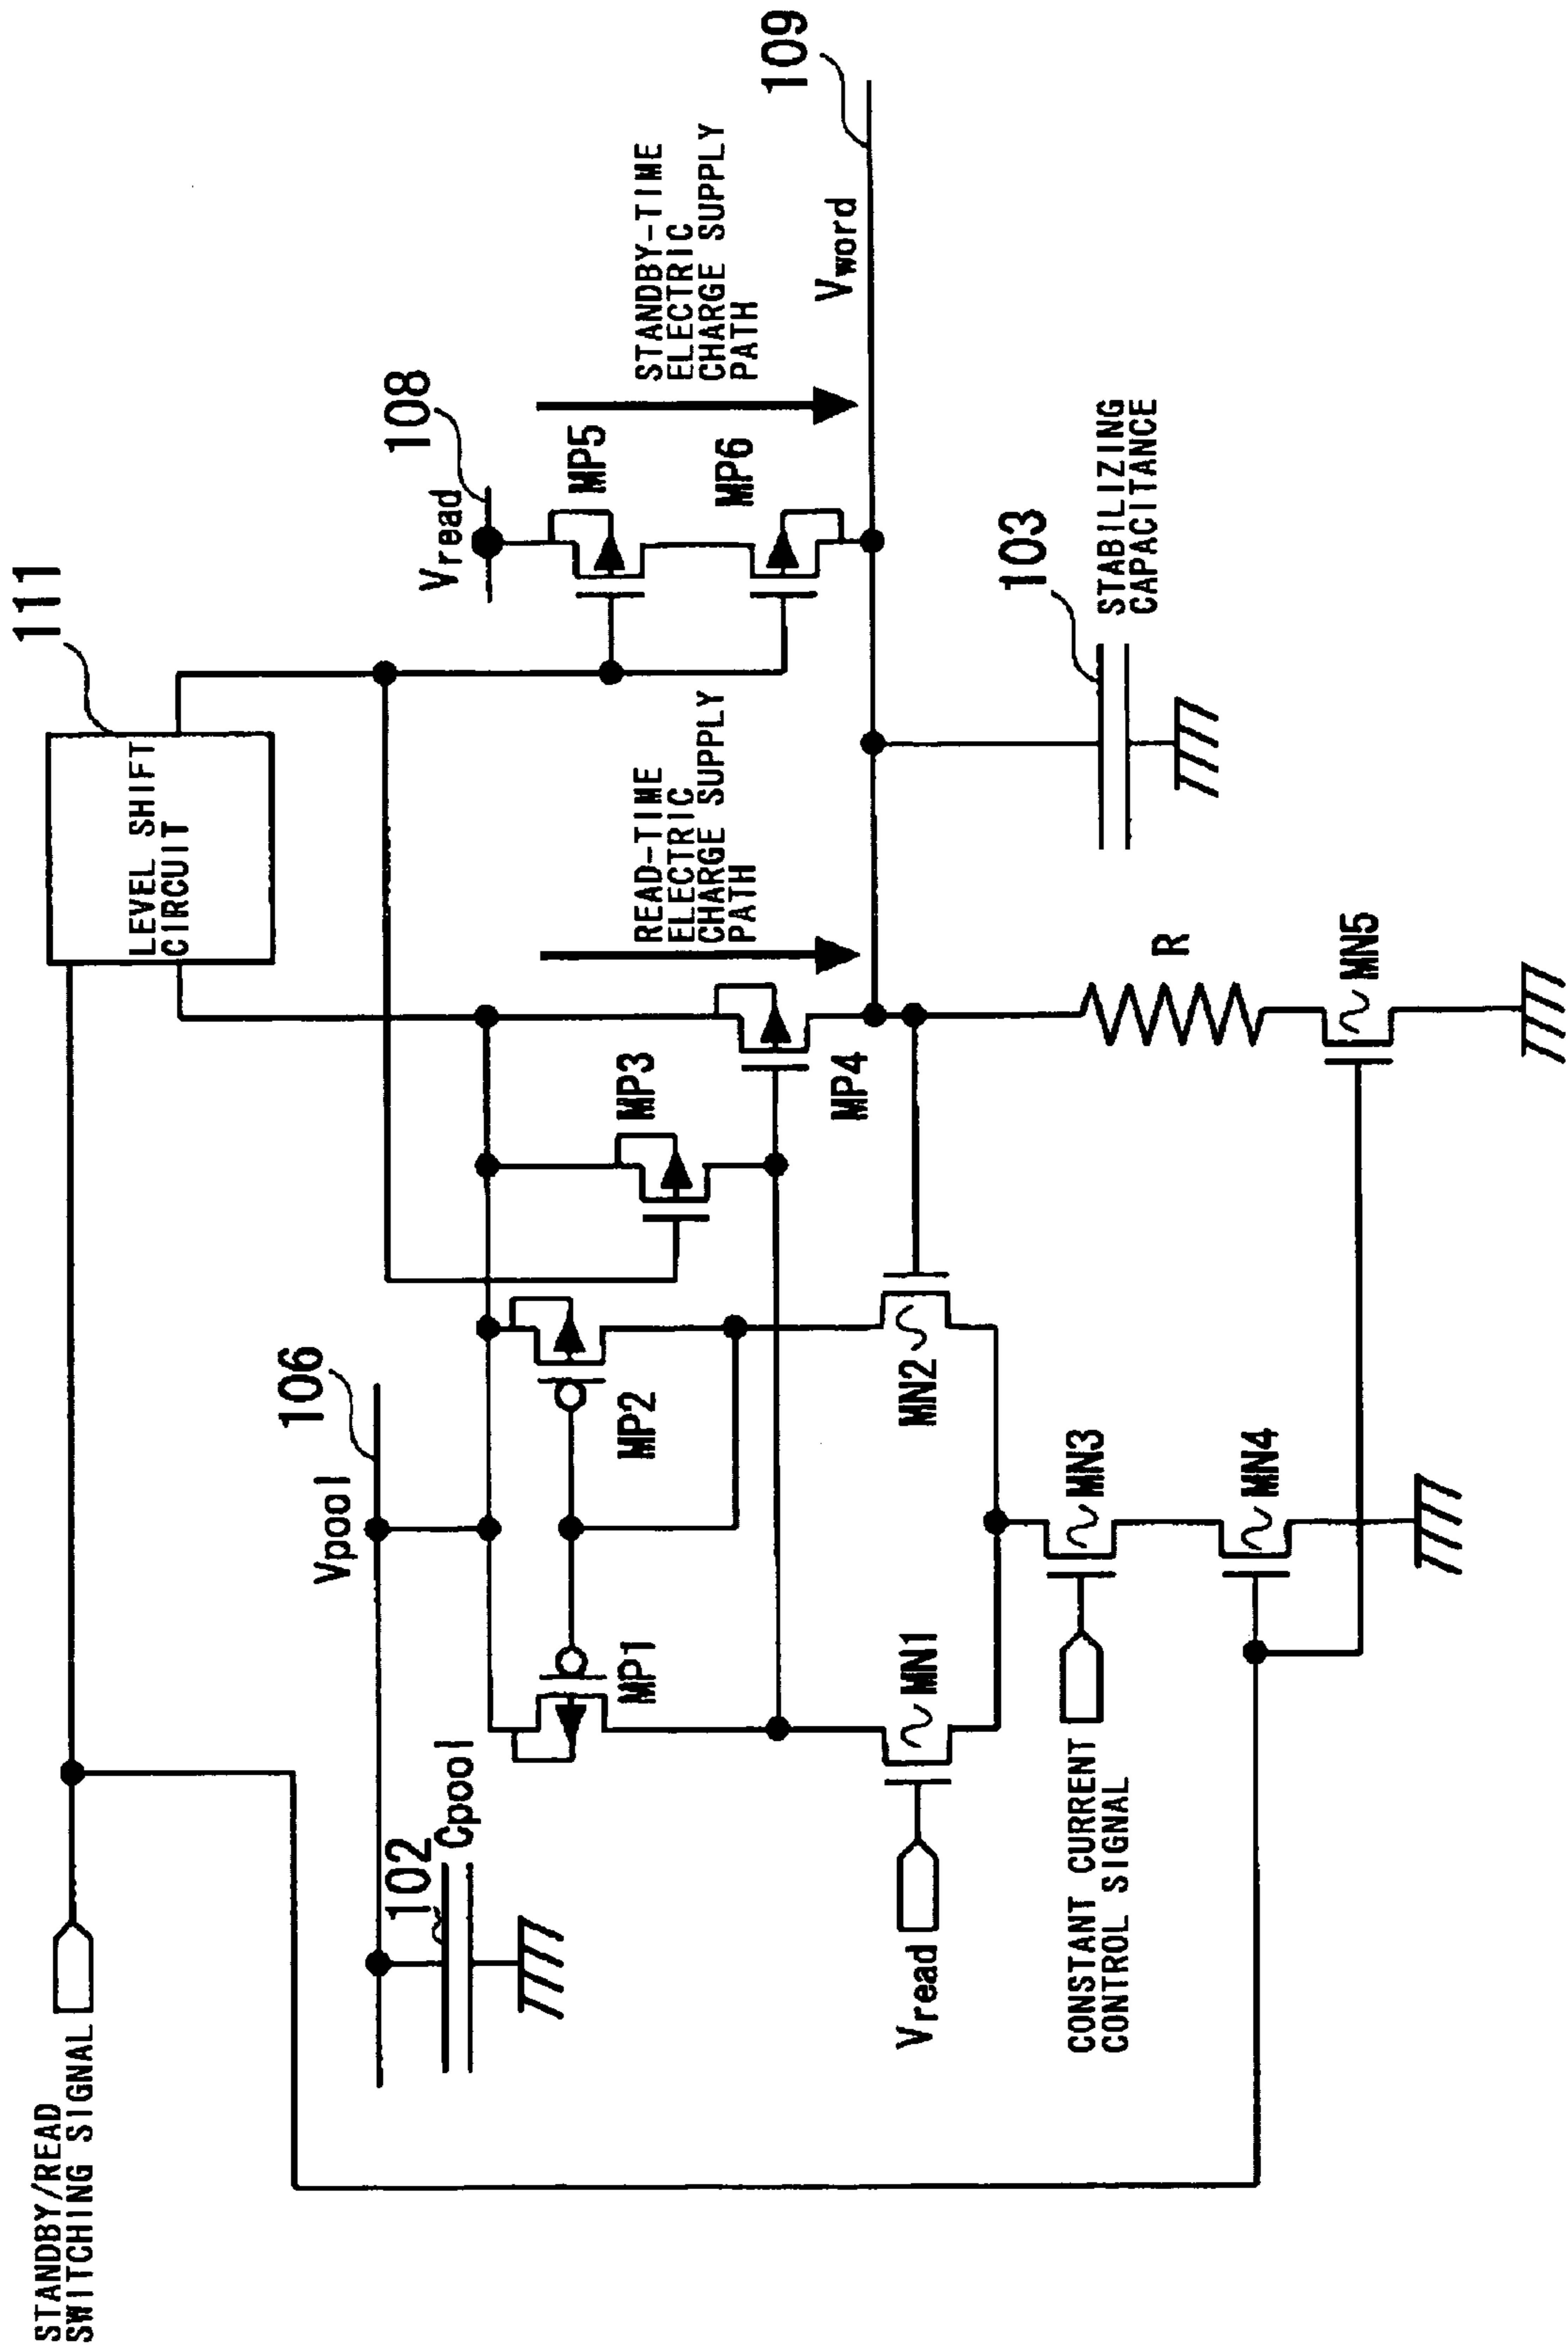 STANDBY/READ
SWITCHING SIGNAL
111
LEVEL SHIFT
CIRCUIT
106
Vpool
102
Cpool
108
Vread
MP1
MP2
MP3
MP4
MP5
MP6
READ-TIME
ELECTRIC
CHARGE SUPPLY
PATH
STANDBY-TIME
ELECTRIC
CHARGE SUPPLY
PATH
109
Vword
Vread
MN1
MN2
103
STABILIZING
CAPACITANCE
CONSTANT CURRENT
CONTROL SIGNAL
MN3
MN4
R
MN5